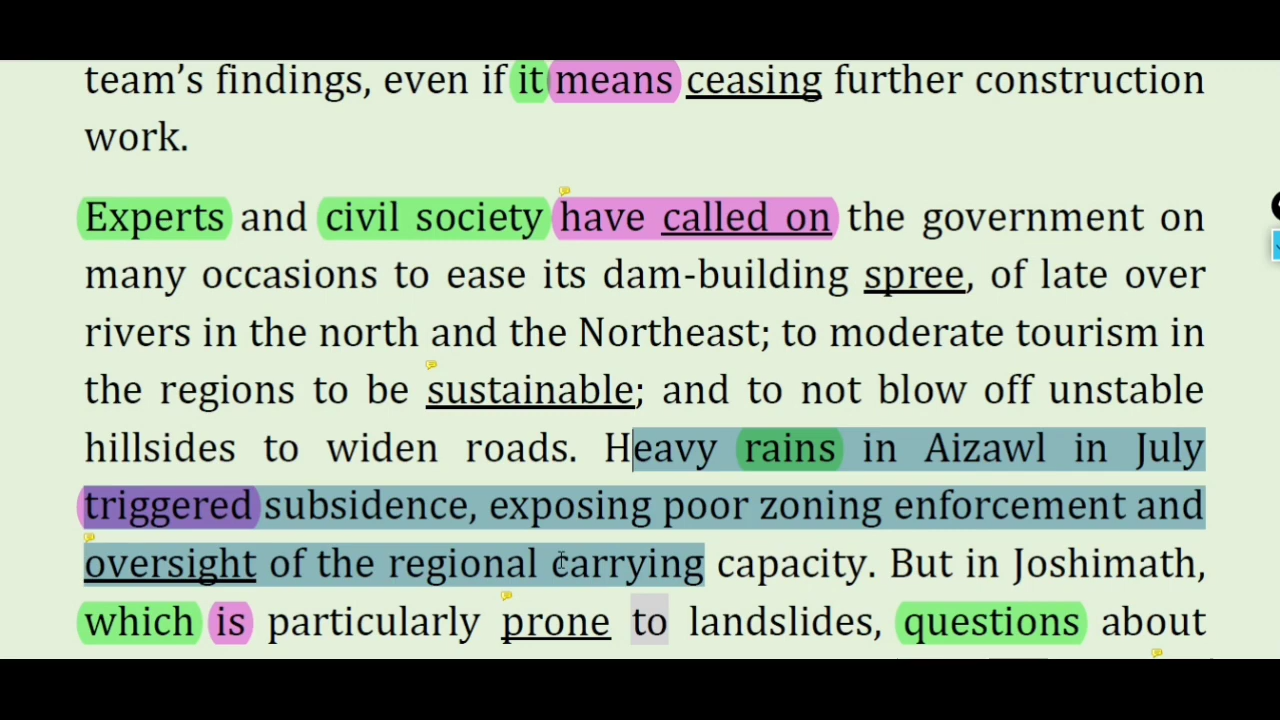 team’s findings, even if it means ceasing further construction
work.
Experts and civil society have called on the government on
many occasions to ease its dam-building spree, of late over
rivers in the north and the Northeast; to moderate tourism in
the regions to be sustainable; and to not blow off unstable
hillsides to widen roads. Heavy rains in Aizawl in July
triggered subsidence, exposing poor zoning enforcement and
oversight of the regional carrying capacity. But in Joshimath,
which is particularly prone to landslides, questions about